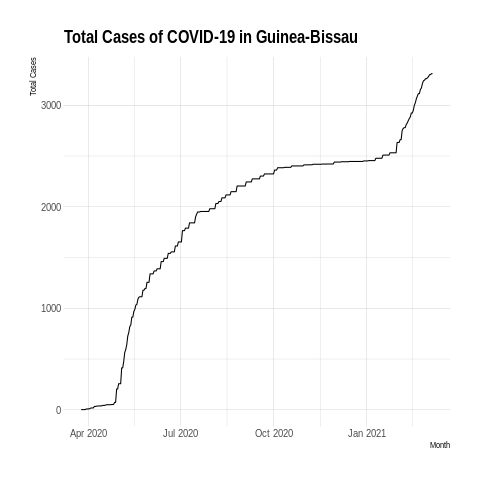 Total Cases of COVID-19 in Guinea-Bissau
Total Cases
3000
2000
1000
0
Apr 2020 Jul 2020 Oct 2020 Jan 2021
Month